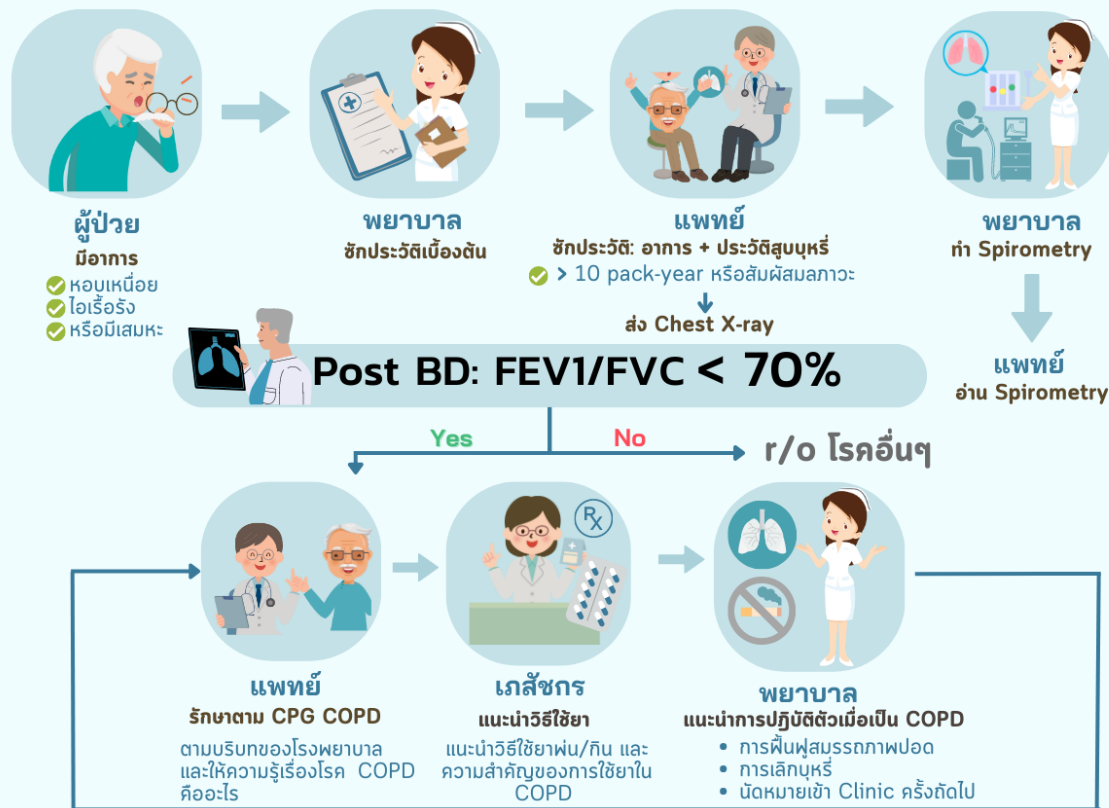 ผู้ป่วย
มีอาการ
หอบเหนื่อย
ไอเรื้อรัง
หรือมีเสมหะ
พยาบาล
ซักประวัติเบื้องต้น
แพทย์
ซักประวัติ: อาการ + ประวัติสูบบุหรี่
> 10 pack-year หรือสัมผัสมลภาวะ
ส่ง Chest X-ray
พยาบาล
ทำ Spirometry
แพทย์
อ่าน Spirometry
Post BD: FEV1/FVC < 70%
Yes
No
r/o โรคอื่นๆ
แพทย์
รักษาตาม CPG COPD
ตามบริบทของโรงพยาบาล
และให้ความรู้เรื่องโรค COPD
คืออะไร
Rx
เภสัชกร
แนะนำวิธีใช้ยา
แนะนำวิธีใช้ยาพ่น/กิน และ
ความสำคัญของการใช้ยาใน
COPD
พยาบาล
แนะนำการปฏิบัติตัวเมื่อเป็น COPD
• การฟื้นฟูสมรรถภาพปอด
• การเลิกบุหรี่
• นัดหมายเข้า Clinic ครั้งถัดไป